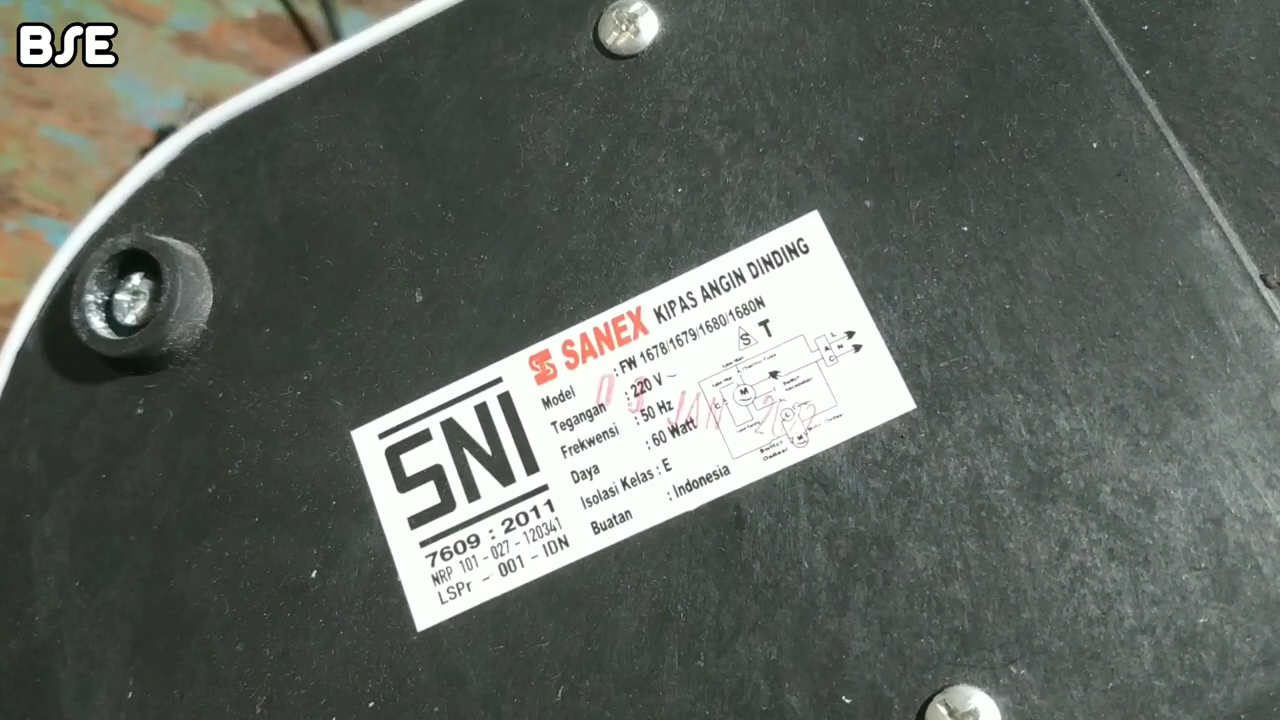 BSE
SANEX KIPAS ANGIN DINDING
Model : FW 1678/1679/1680/1680N
Tegangan : 220 V ~
Frekwensi : 50 Hz
Daya : 60 Watt
Isolasi Kelas : E
Buatan : Indonesia
SNI
7609 : 2011
NRP 101 - 027 - 120341
LSPr - 001 - IDN
S T
L
A N
C
M
JAN